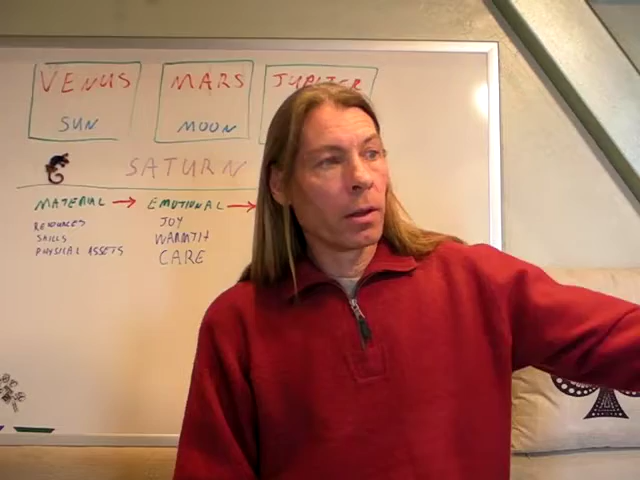 VENUS
SUN
MARS
MOON
JUPITER
SATURN
MATERIAL → EMOTIONAL →
RESOURCES
SKILLS
PHYSICAL ASSETS
JOY
WARMTH
CARE